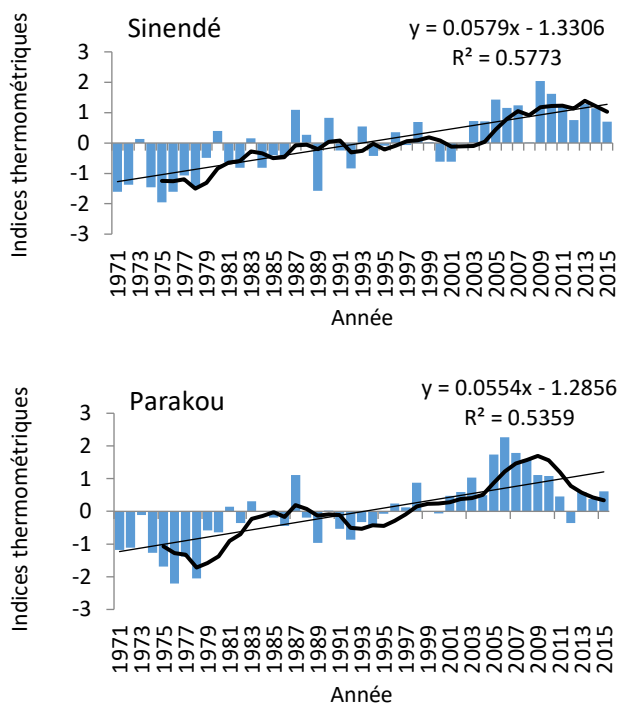 Sinendé
y = 0.0579x - 1.3306
R² = 0.5773
Indices thermométriques
3
2
1
0
-1
-2
-3
1971 1973 1975 1977 1979 1981 1983 1985 1987 1989 1991 1993 1995 1997 1999 2001 2003 2005 2007 2009 2011 2013 2015
Année
Parakou
y = 0.0554x - 1.2856
R² = 0.5359
Indices thermométriques
3
2
1
0
-1
-2
-3
1971 1973 1975 1977 1979 1981 1983 1985 1987 1989 1991 1993 1995 1997 1999 2001 2003 2005 2007 2009 2011 2013 2015
Année